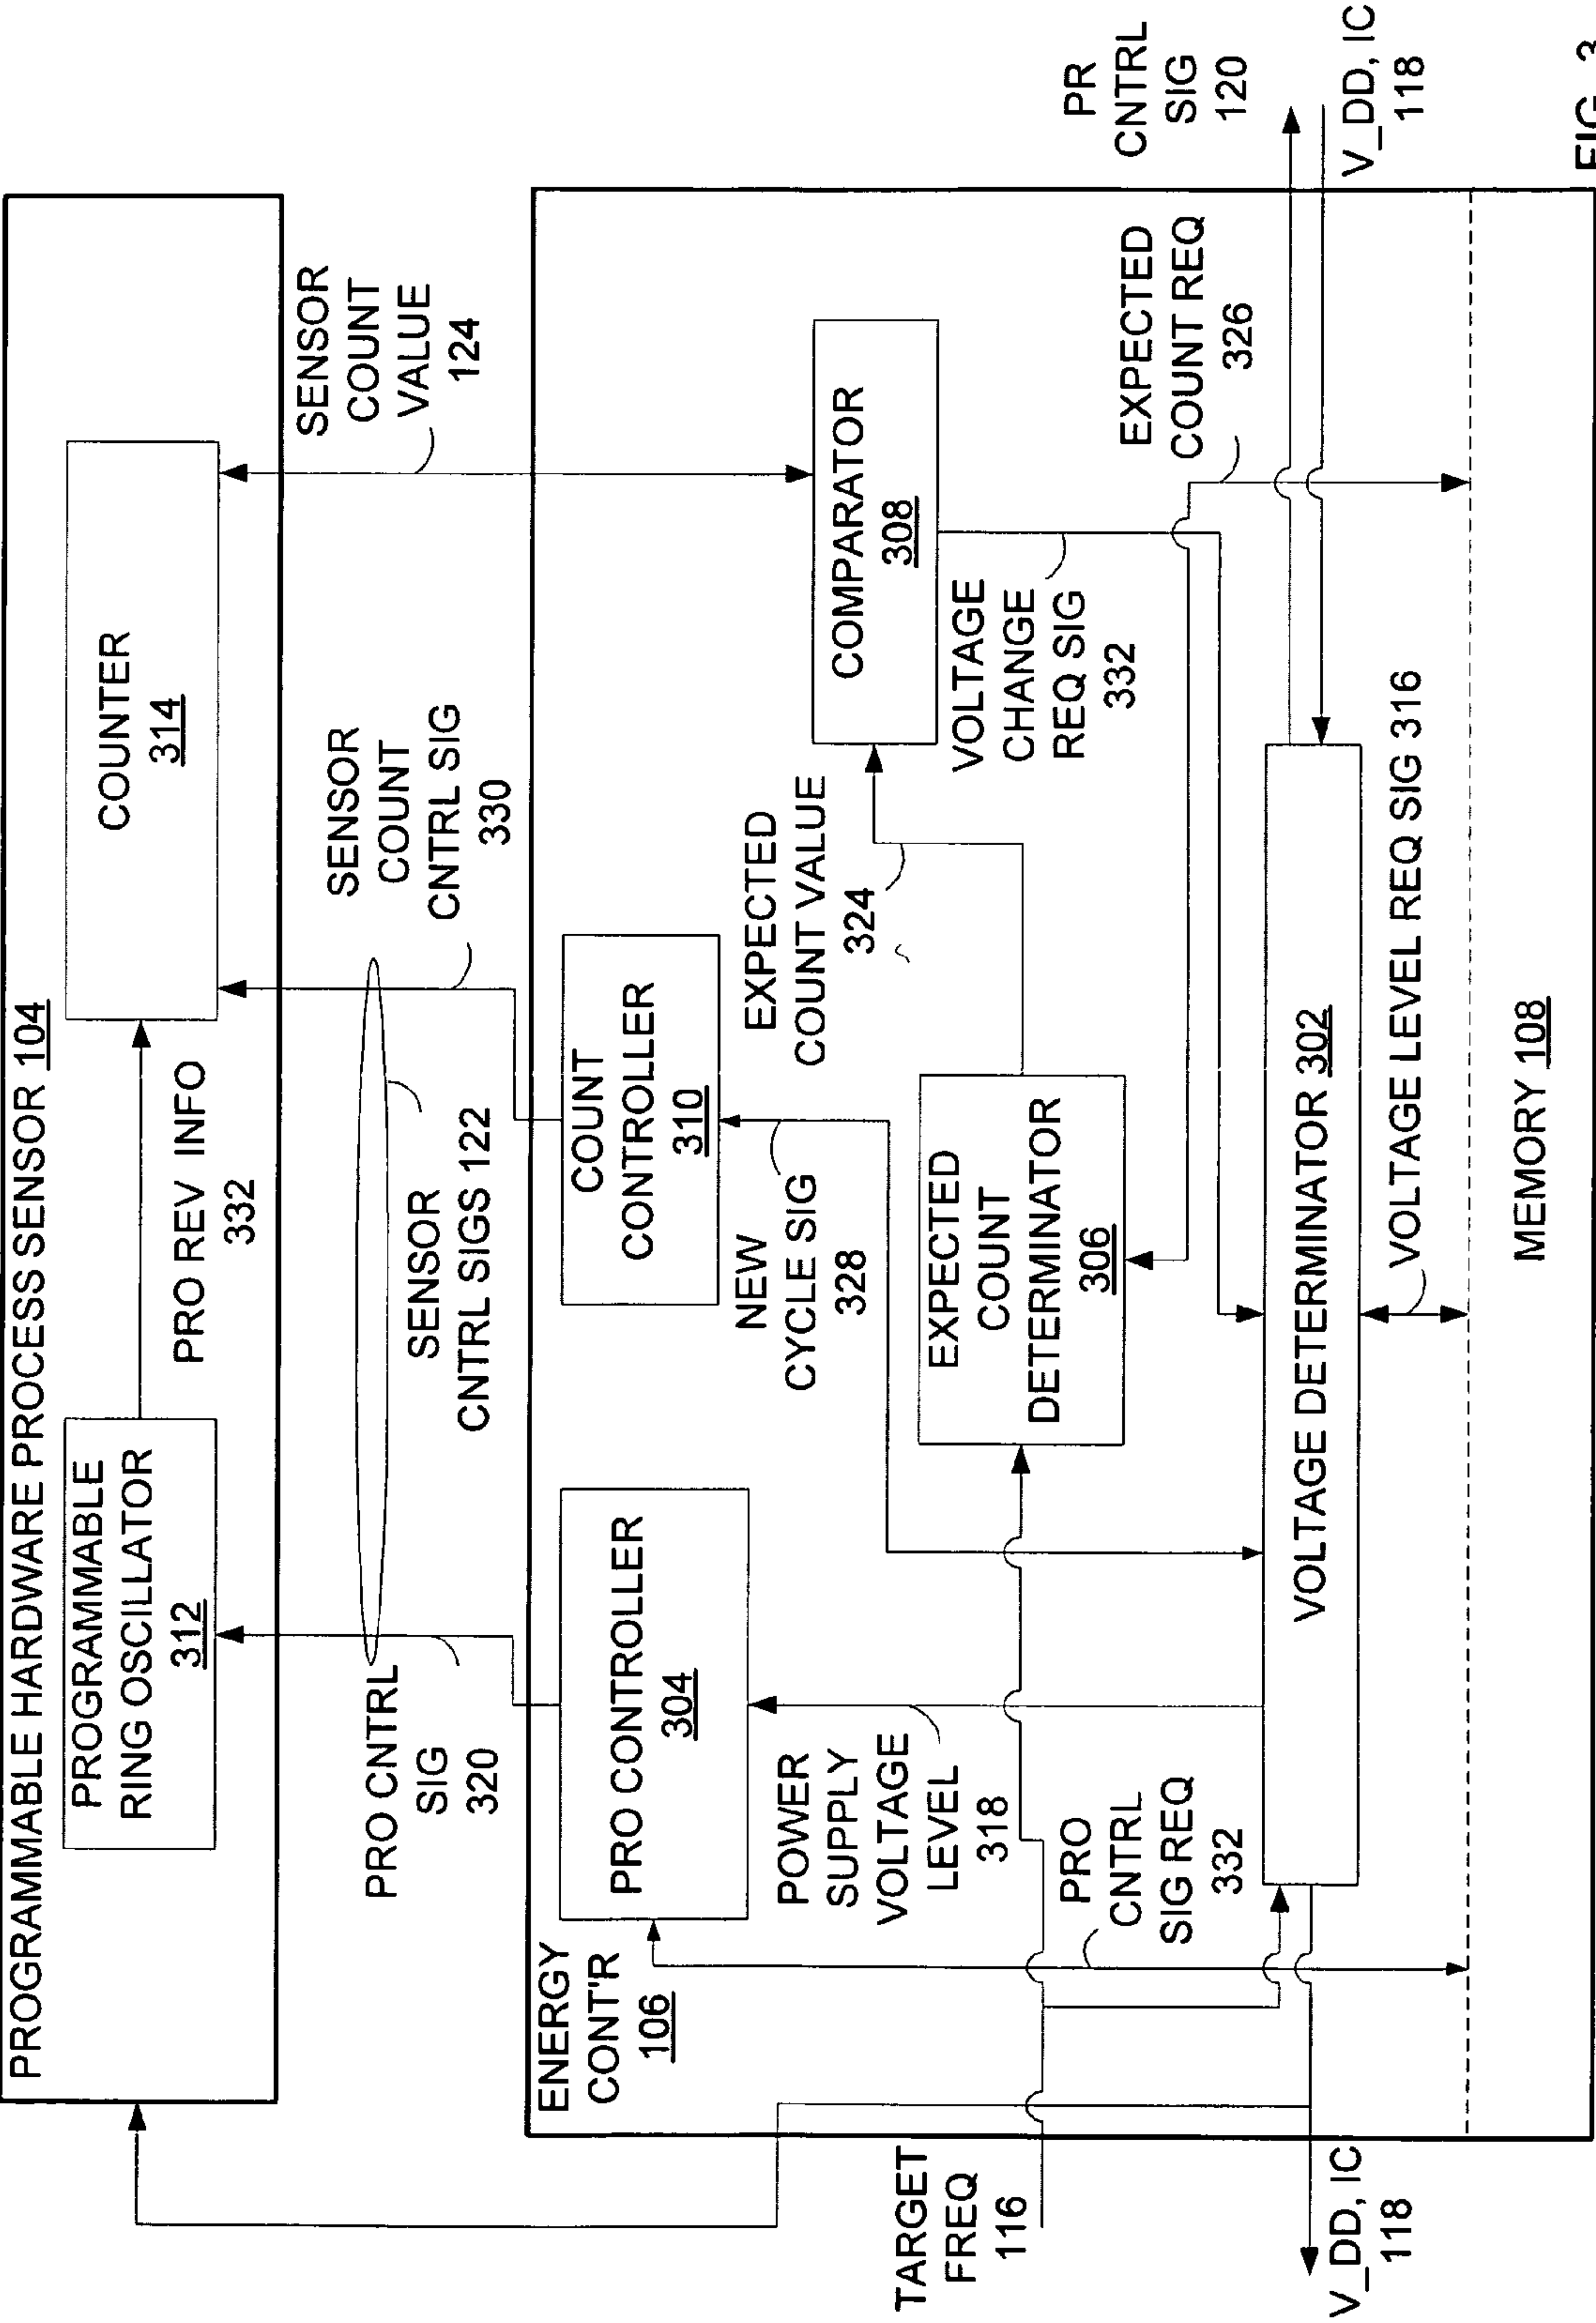 PROGRAMMABLE HARDWARE PROCESS SENSOR 104
PROGRAMMABLE
RING OSCILLATOR
312
PRO REV INFO
332
COUNTER
314
PRO CNTRL
SIG
320
SENSOR
CNTRL SIGS 122
SENSOR
COUNT
CNTRL SIG
330
SENSOR
COUNT
VALUE
124
ENERGY
CONT'R
106
PRO CONTROLLER
304
COUNT
CONTROLLER
310
COMPARATOR
308
POWER
SUPPLY
VOLTAGE
LEVEL
318
NEW
CYCLE SIG
328
EXPECTED
COUNT VALUE
324
VOLTAGE
CHANGE
REQ SIG
332
TARGET
FREQ
116
PRO
CNTRL
SIG REQ
332
EXPECTED
COUNT
DETERMINATOR
306
EXPECTED
COUNT REQ
326
PR
CNTRL
SIG
120
V_DD, IC
118
VOLTAGE DETERMINATOR 302
V_DD, IC
118
VOLTAGE LEVEL REQ SIG 316
MEMORY 108
FIG. 3